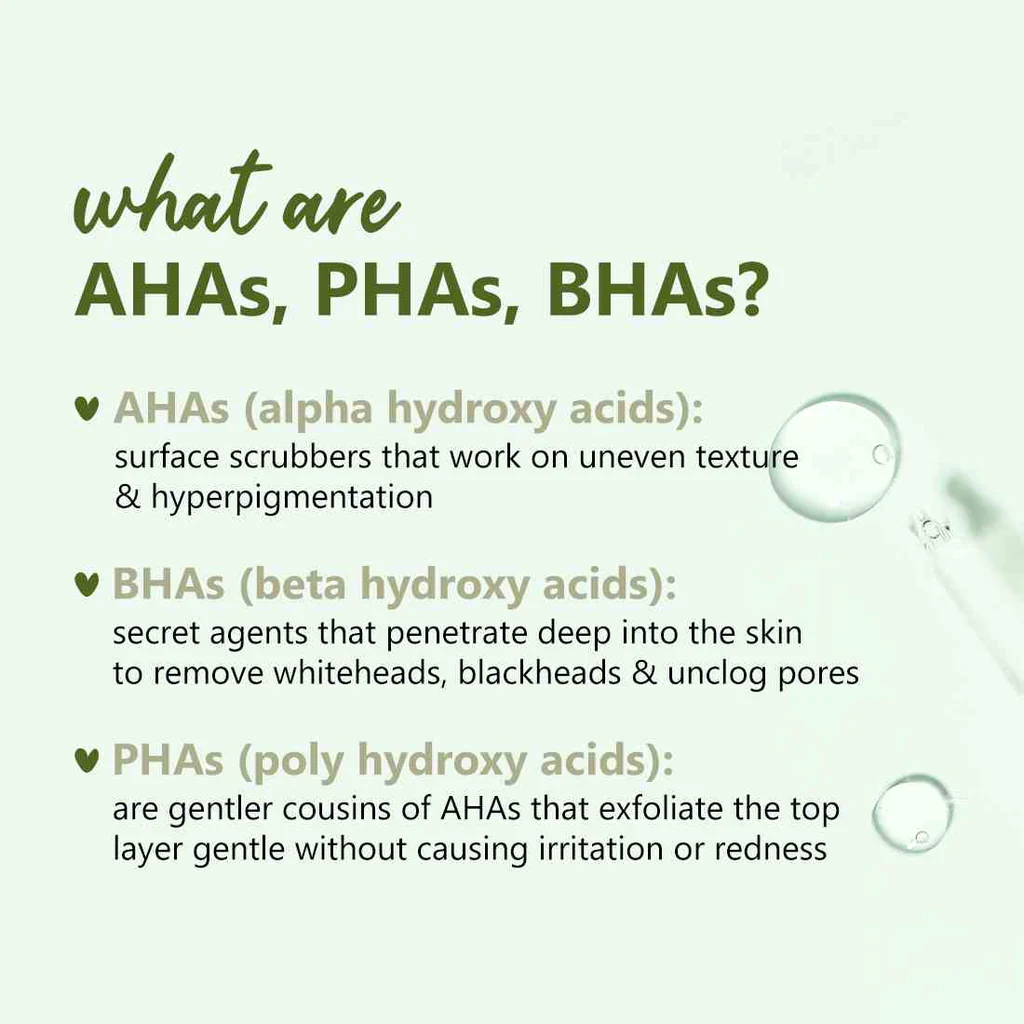 what are
AHAs, PHAs, BHAs?
AHAs (alpha hydroxy acids):
surface scrubbers that work on uneven texture
& hyperpigmentation
BHAs (beta hydroxy acids):
secret agents that penetrate deep into the skin
to remove whiteheads, blackheads & unclog pores
PHAs (poly hydroxy acids):
are gentler cousins of AHAs that exfoliate the top
layer gentle without causing irritation or redness